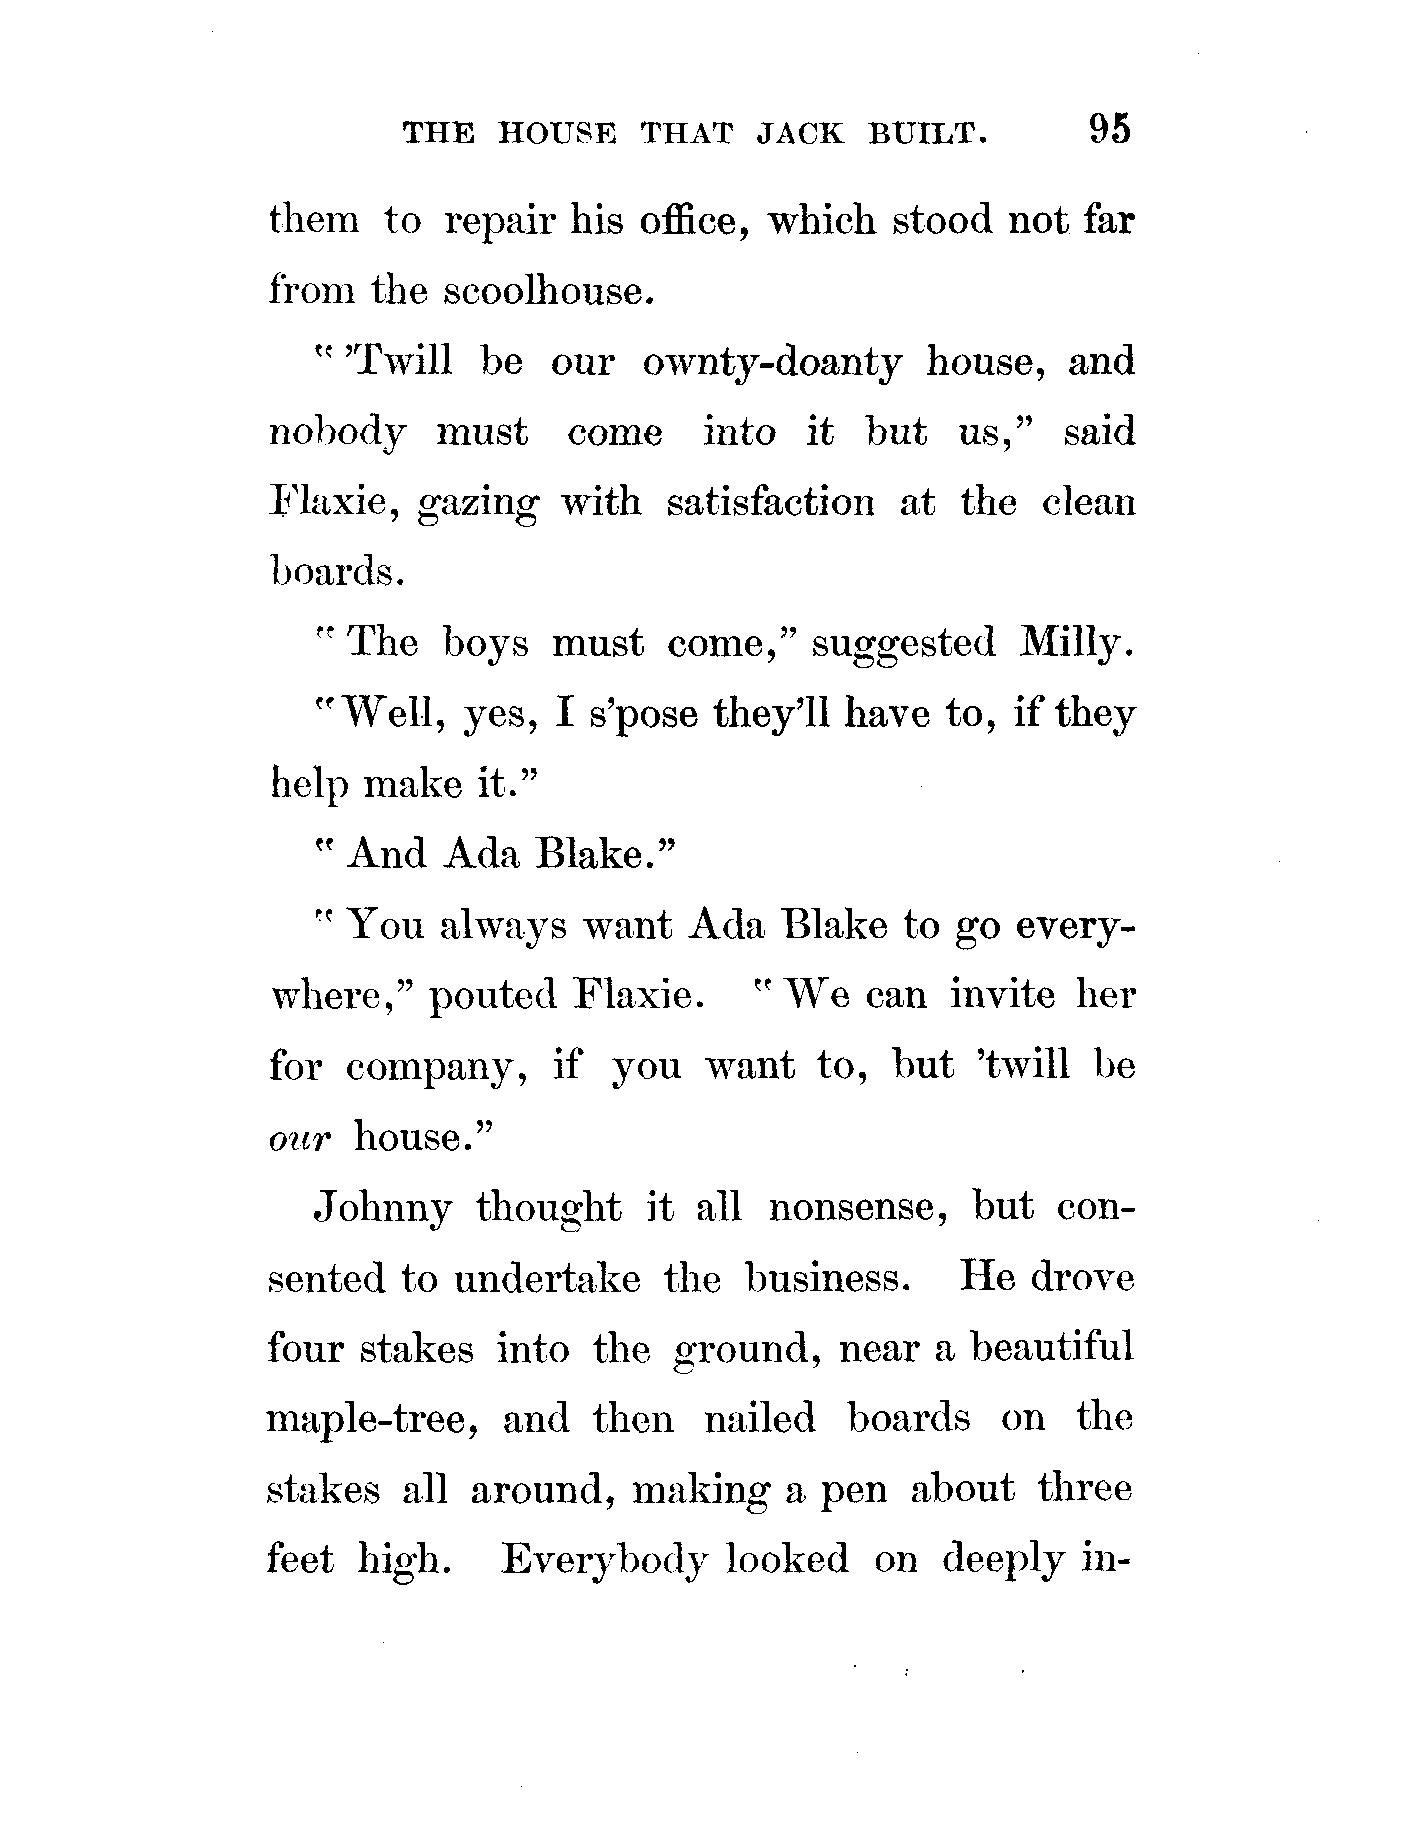 THE HOUSE THAT JACK BUILT. 95
them to repair his office, which stood not far
from the scoolhouse.
" 'Twill be our ownty-doanty house, and
nobody must come into it but us," said
Flaxie, gazing with satisfaction at the clean
boards.
" The boys must come," suggested Milly.
"Well, yes, I s'pose they'll have to, if they
help make it."
" And Ada Blake."
" You always want Ada Blake to go every-
where," pouted Flaxie. " We can invite her
for company, if you want to, but 'twill be
our house."
Johnny thought it all nonsense, but con-
sented to undertake the business. He drove
four stakes into the ground, near a beautiful
maple-tree, and then nailed boards on the
stakes all around, making a pen about three
feet high. Everybody looked on deeply in-